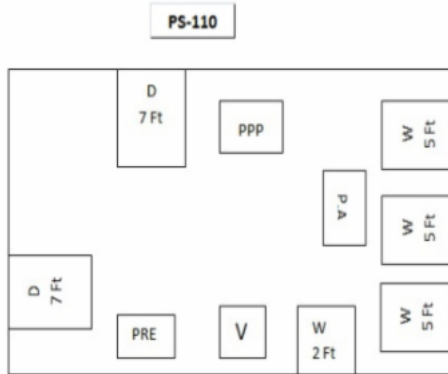 PS-110
D
7 Ft
PPP
W
5 Ft
P.A
W
5 Ft
D
7 Ft
W
5 Ft
PRE
V
W
2 Ft